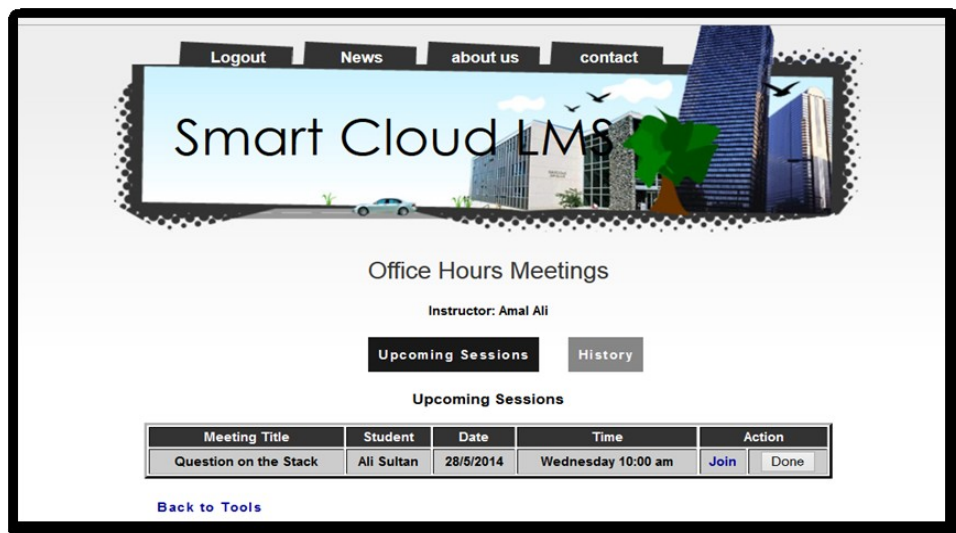 Logout News about us contact
Smart Cloud LMS
Office Hours Meetings
Instructor: Amal Ali
Upcoming Sessions History
Upcoming Sessions
Meeting Title Student Date Time Action
Question on the Stack Ali Sultan 28/5/2014 Wednesday 10:00 am Join Done
Back to Tools